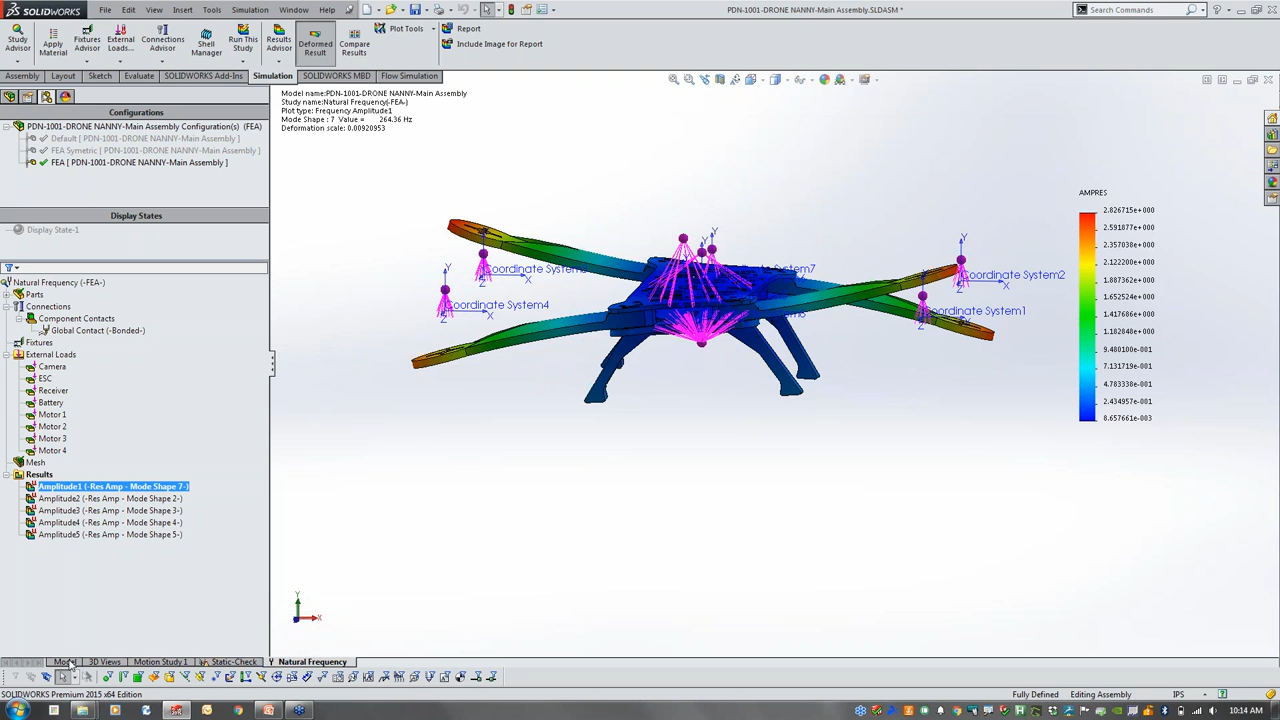 SOLIDWORKS
File Edit View Insert Tools Simulation Window Help
PDN-1001-DRONE NANNY-Main Assembly.SLDASM *
Search Commands
Study Advisor
Apply Material
Fixtures Advisor
External Loads...
Connections Advisor
Shell Manager
Run This Study
Results Advisor
Deformed Result
Compare Results
Plot Tools
Report
Include Image for Report
Assembly Layout Sketch Evaluate SOLIDWORKS Add-Ins Simulation SOLIDWORKS MBD Flow Simulation
Configurations
PDN-1001-DRONE NANNY-Main Assembly Configuration(s) (FEA)
Default [ PDN-1001-DRONE NANNY-Main Assembly ]
FEA Symetric [ PDN-1001-DRONE NANNY-Main Assembly ]
FEA [ PDN-1001-DRONE NANNY-Main Assembly ]
Display States
Display State-1
Natural Frequency (-FEA-)
Parts
Connections
Component Contacts
Global Contact (-Bonded-)
Fixtures
External Loads
Camera
ESC
Receiver
Battery
Motor 1
Motor 2
Motor 3
Motor 4
Mesh
Results
Amplitude1 (-Res Amp - Mode Shape 7-)
Amplitude2 (-Res Amp - Mode Shape 2-)
Amplitude3 (-Res Amp - Mode Shape 3-)
Amplitude4 (-Res Amp - Mode Shape 4-)
Amplitude5 (-Res Amp - Mode Shape 5-)
Model name:PDN-1001-DRONE NANNY-Main Assembly
Study name:Natural Frequency(-FEA-)
Plot type: Frequency Amplitude1
Mode Shape : 7 Value = 264.36 Hz
Deformation scale: 0.00920953
Coordinate System4
Coordinate System2
Coordinate System1
AMPRES
2.826715e+000
2.591877e+000
2.357038e+000
2.122200e+000
1.887362e+000
1.652524e+000
1.417686e+000
1.182848e+000
9.480100e-001
7.131719e-001
4.783338e-001
2.434957e-001
8.657661e-003
Y
X
Z
Model 3D Views Motion Study 1 Static-Check Natural Frequency
SOLIDWORKS Premium 2015 x64 Edition
Fully Defined Editing Assembly IPS
10:14 AM